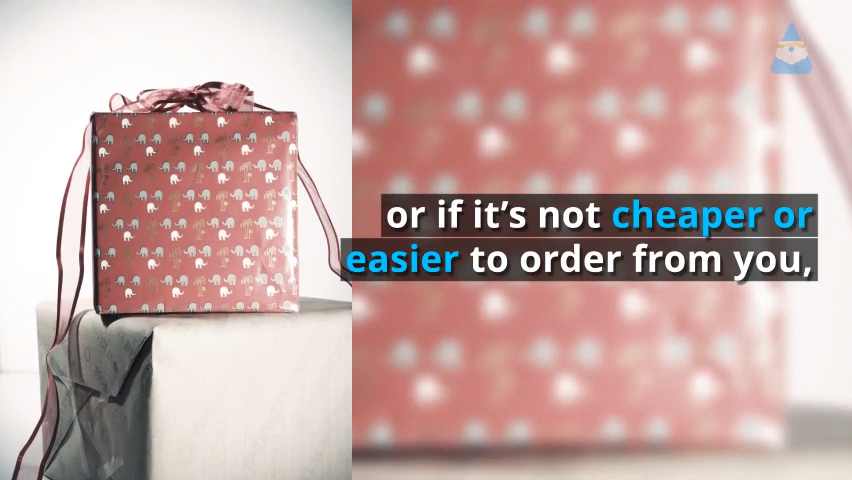 or if it’s not cheaper or
easier to order from you,